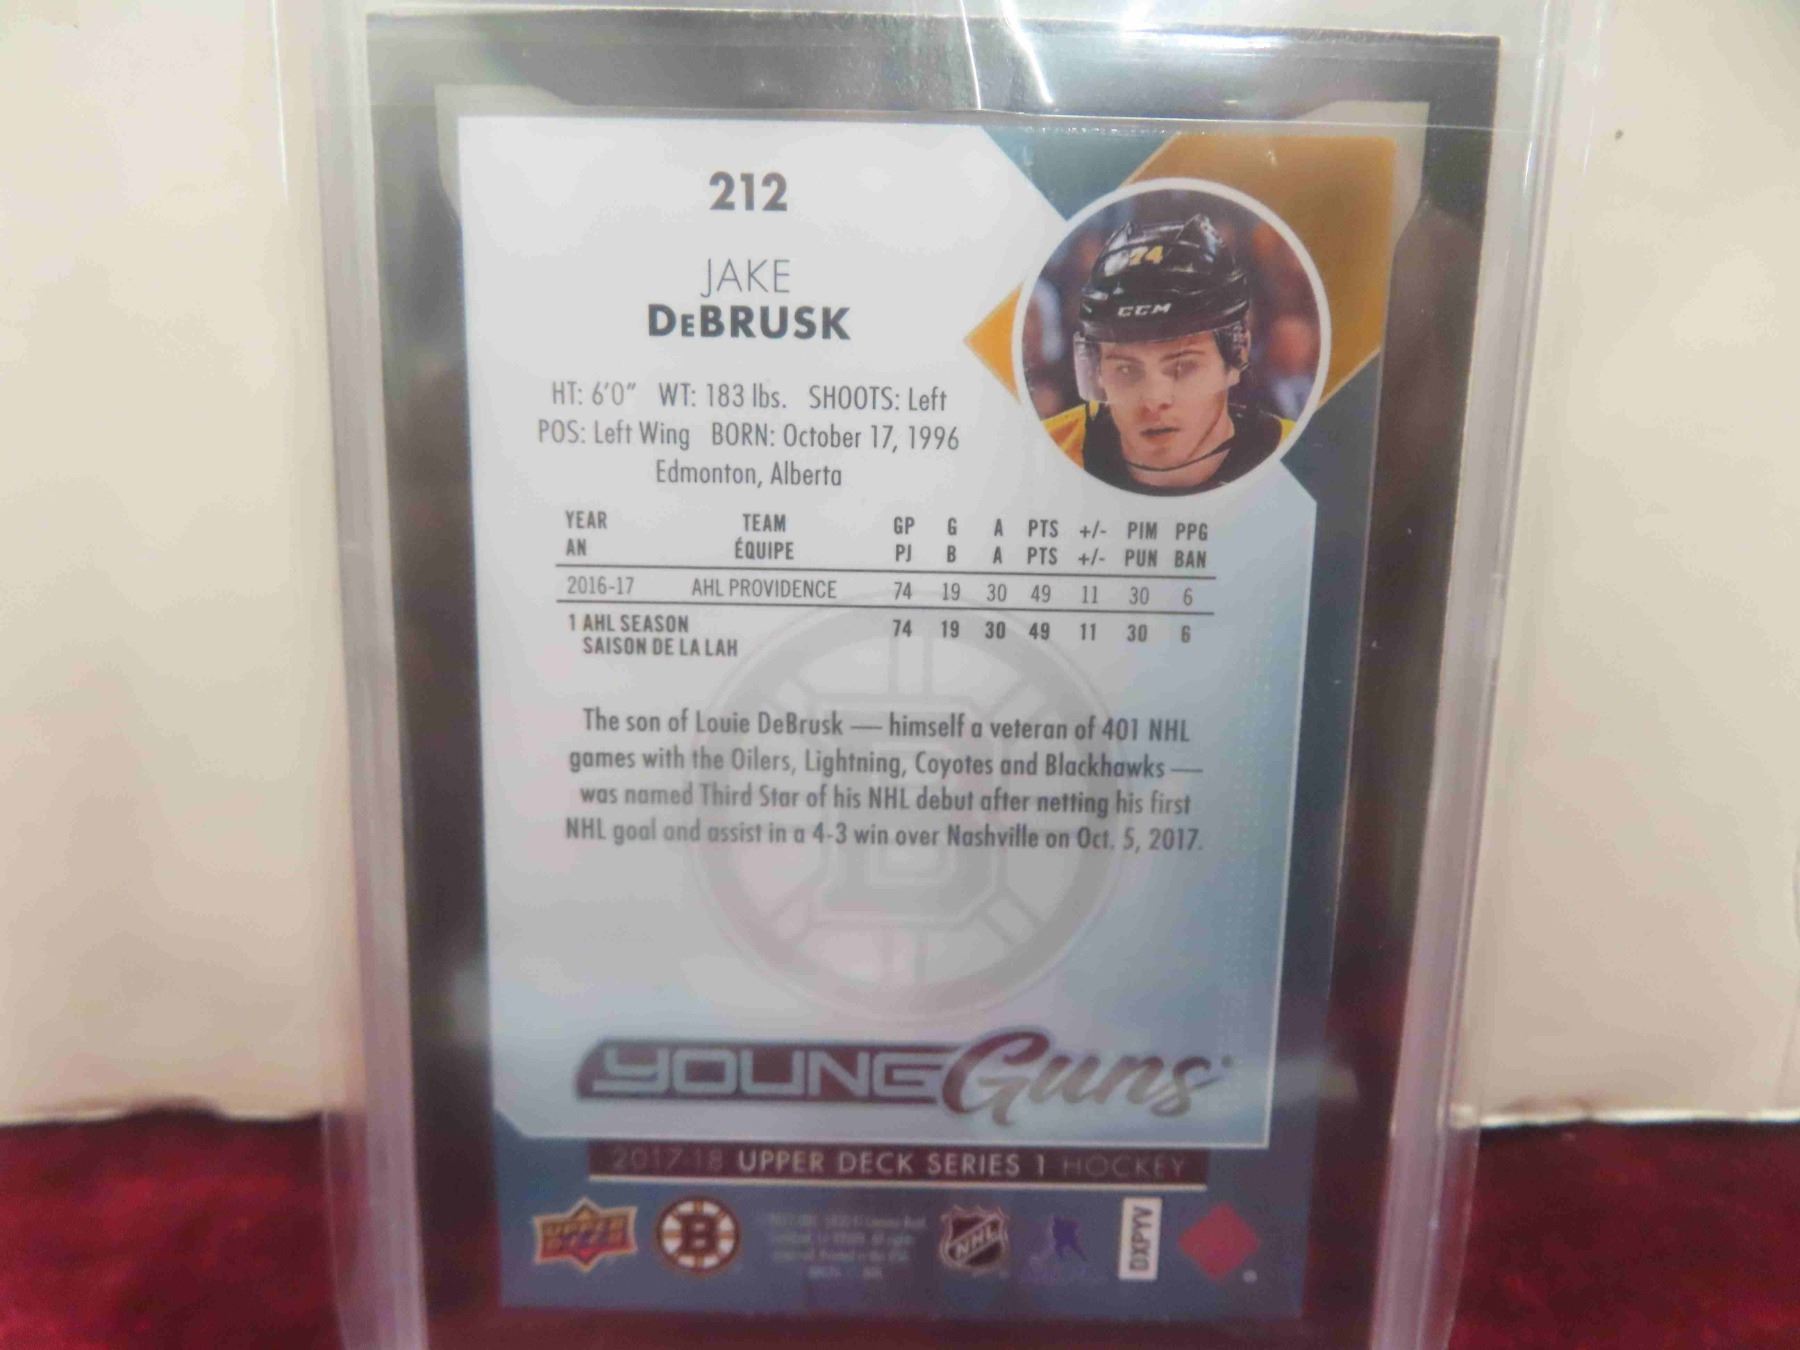 212
JAKE
DEBRUSK
74
CCM
HT: 6'0" WT: 183 lbs. SHOOTS: Left
POS: Left Wing BORN: October 17, 1996
Edmonton, Alberta
YEAR TEAM GP G A PTS +/- PIM PPG
AN ÉQUIPE PJ B A PTS +/- PUN BAN
2016-17 AHL PROVIDENCE 74 19 30 49 11 30 6
1 AHL SEASON 74 19 30 49 11 30 6
SAISON DE LA LAH
The son of Louie DeBrusk — himself a veteran of 401 NHL
games with the Oilers, Lightning, Coyotes and Blackhawks —
was named Third Star of his NHL debut after netting his first
NHL goal and assist in a 4-3 win over Nashville on Oct. 5, 2017.
B
YOUNG Guns
2017-18 UPPER DECK SERIES 1 HOCKEY
UPPER DECK
B
NHL
DXPYV